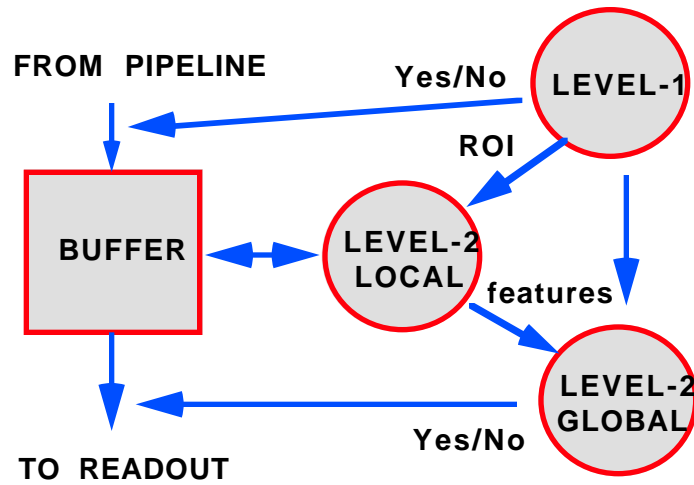 FROM PIPELINE
Yes/No
LEVEL-1
ROI
BUFFER
LEVEL-2
LOCAL
features
LEVEL-2
GLOBAL
Yes/No
TO READOUT